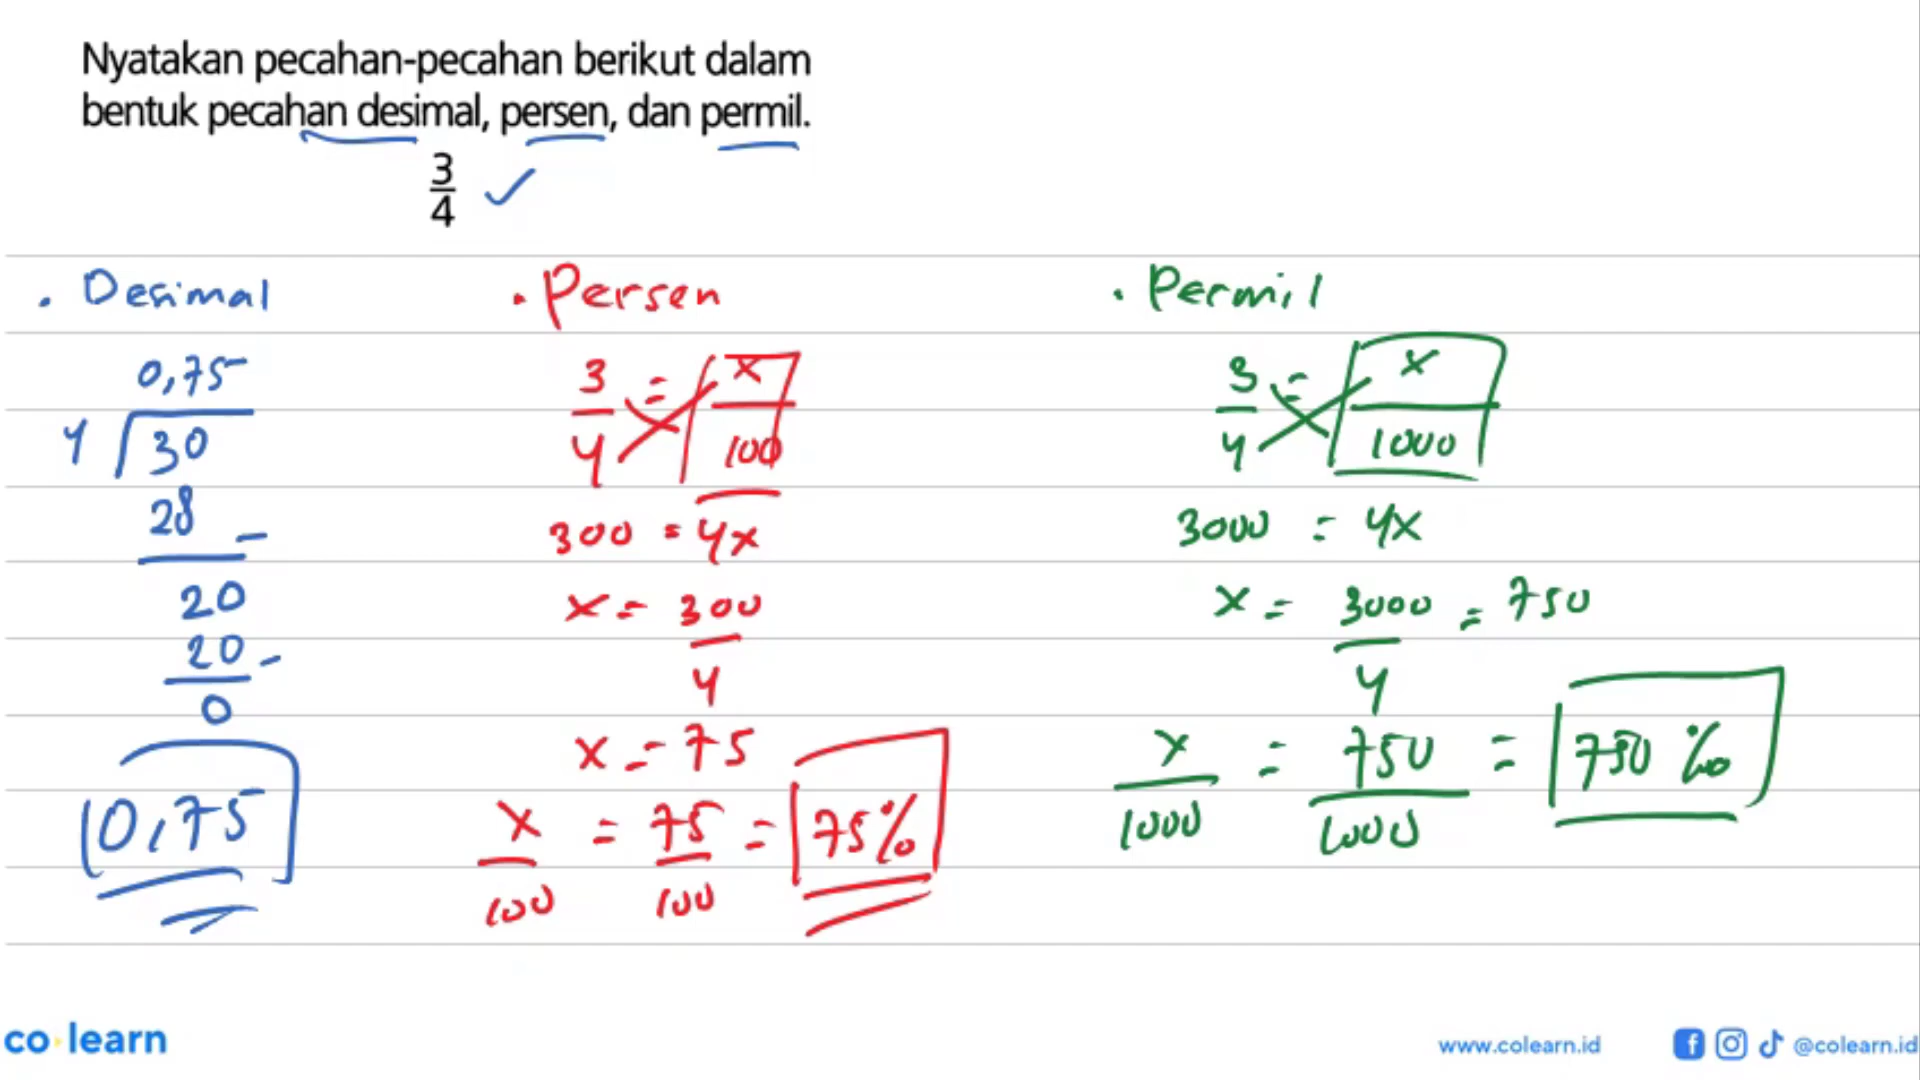 Nyatakan pecahan-pecahan berikut dalam
bentuk pecahan desimal, persen, dan permil.
3
4
. Desimal
0,75
4 30
28 -
20
20 -
0
0,75
. Persen
3 = x
4 100
300 = 4x
x = 300
4
x = 75
x = 75 = 75%
100 100
. Permil
3 = x
4 1000
3000 = 4x
x = 3000 = 750
4
x = 750 = 750 ‰
1000 1000
co learn
www.colearn.id
@colearn.id